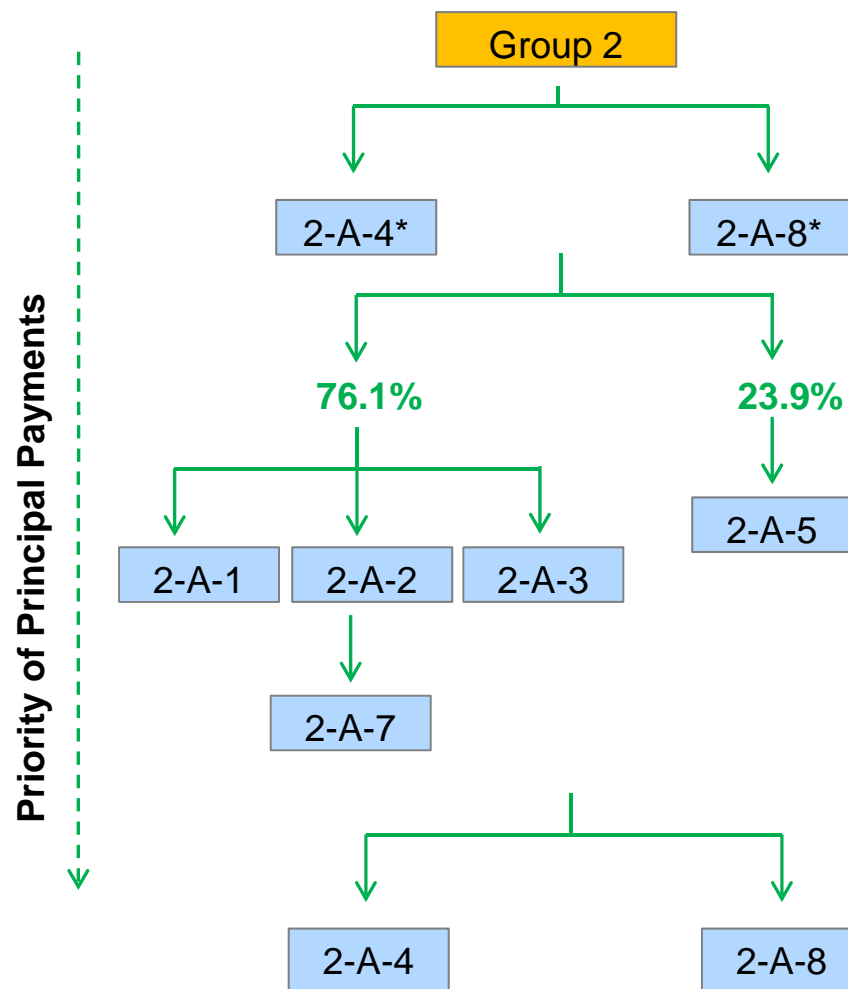 Group 2
Priority of Principal Payments
2-A-4*
2-A-8*
76.1%
23.9%
2-A-5
2-A-1
2-A-2
2-A-3
2-A-7
2-A-4
2-A-8